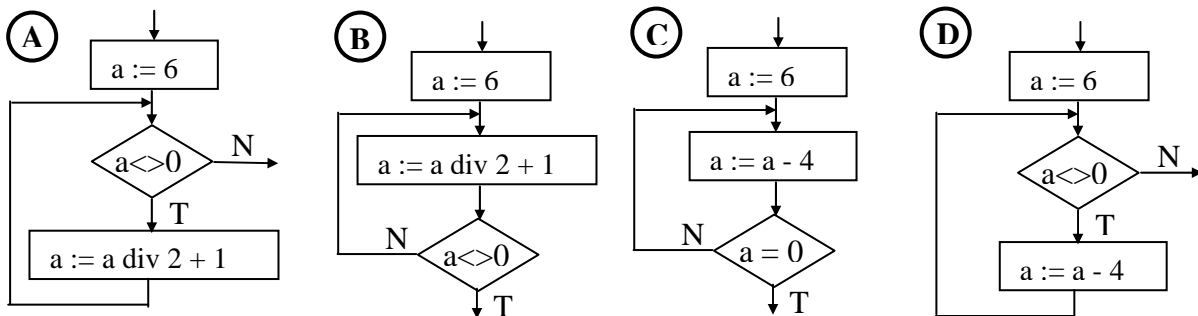 A
a := 6
a<>0
N
T
a := a div 2 + 1
B
a := 6
a := a div 2 + 1
N
a<>0
T
C
a := 6
a := a - 4
N
a = 0
T
D
a := 6
a<>0
N
T
a := a - 4